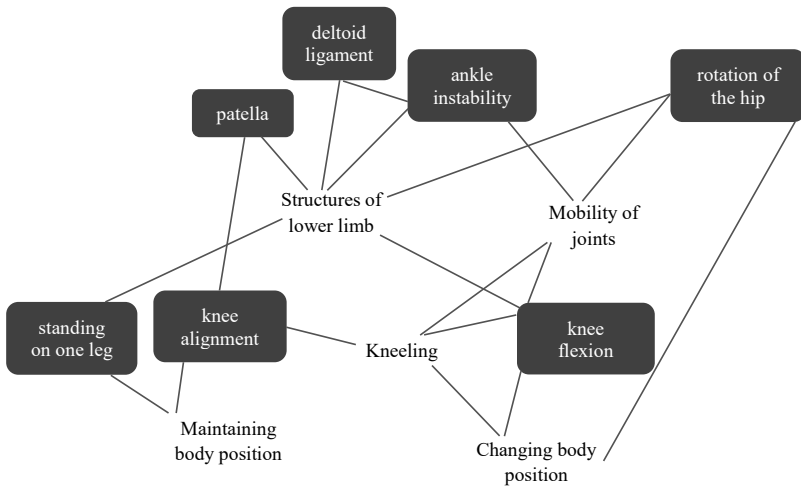 deltoid
ligament
ankle
instability
rotation of
the hip
patella
Structures of
lower limb
Mobility of
joints
standing
on one leg
knee
alignment
Kneeling
knee
flexion
Maintaining
body position
Changing body
position